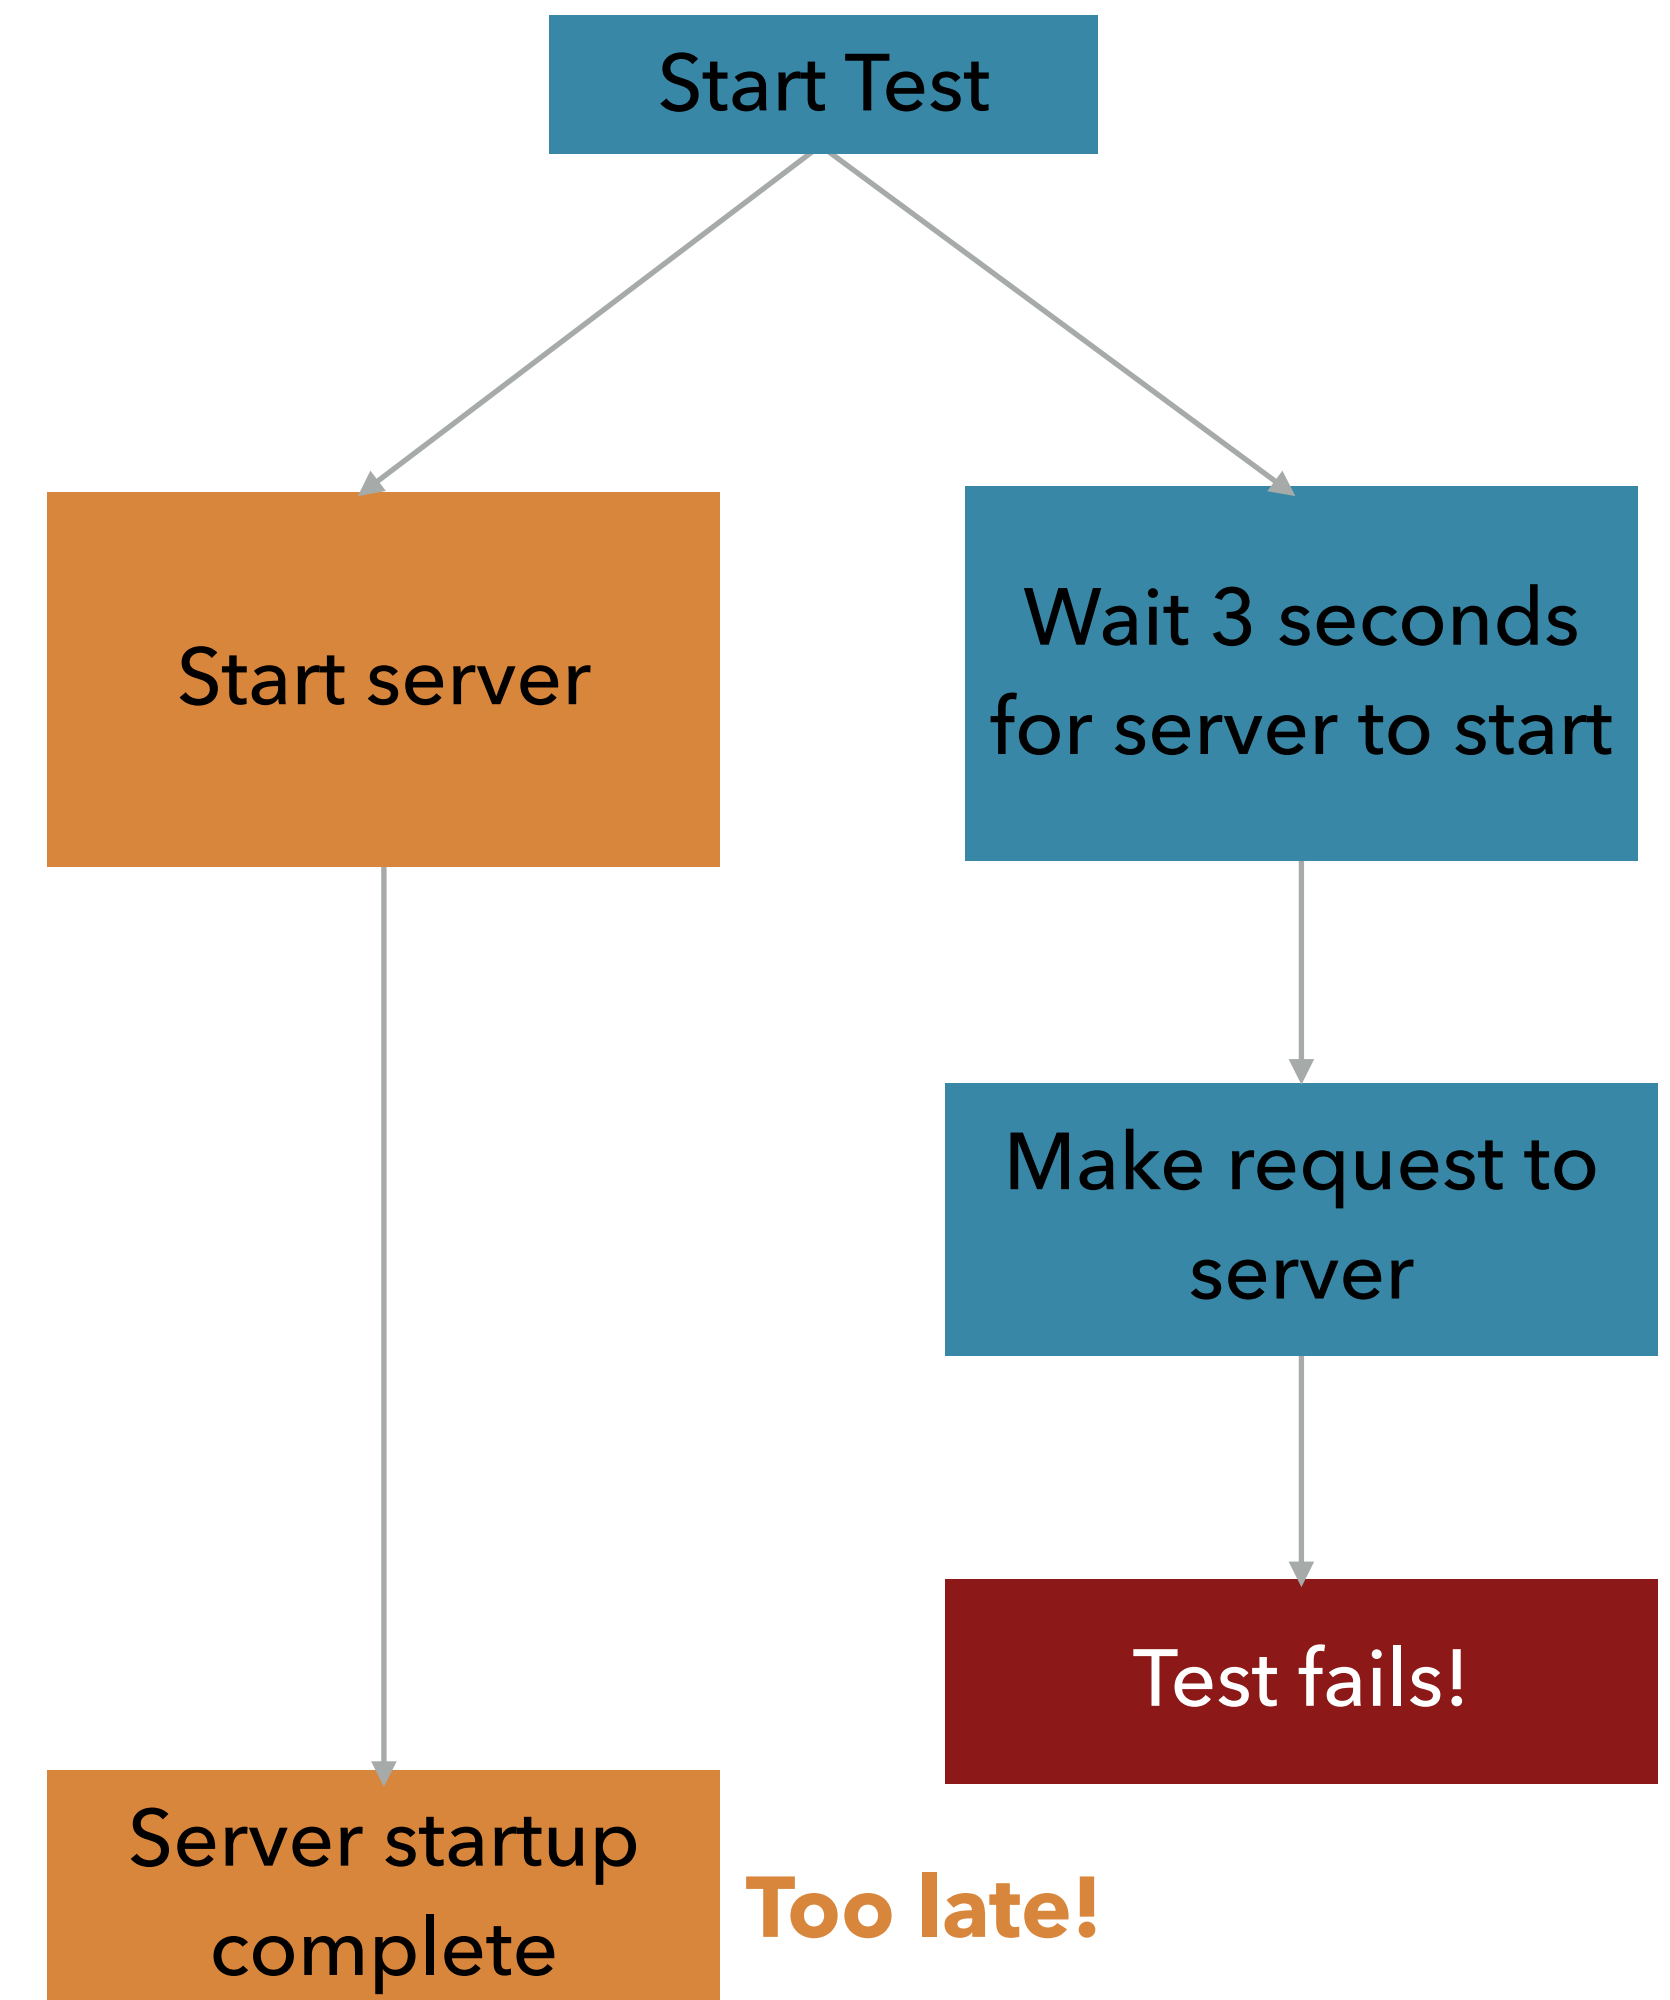 Start Test
Start server
Wait 3 seconds
for server to start
Make request to
server
Test fails!
Server startup
complete
Too late!